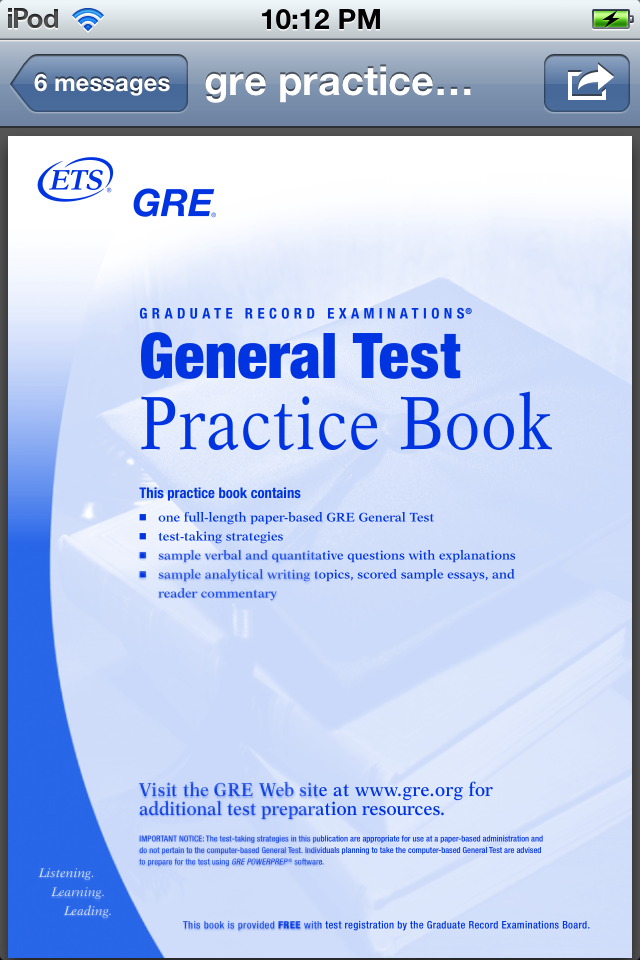 iPod 10:12 PM
6 messages gre practice...
ETS®
GRE®
GRADUATE RECORD EXAMINATIONS®
General Test
Practice Book
This practice book contains
■ one full-length paper-based GRE General Test
■ test-taking strategies
■ sample verbal and quantitative questions with explanations
■ sample analytical writing topics, scored sample essays, and
reader commentary
Visit the GRE Web site at www.gre.org for
additional test preparation resources.
IMPORTANT NOTICE: The test-taking strategies in this publication are appropriate for use at a paper-based administration and
do not pertain to the computer-based General Test. Individuals planning to take the computer-based General Test are advised
to prepare for the test using GRE POWERPREP® software.
Listening.
Learning.
Leading.
This book is provided FREE with test registration by the Graduate Record Examinations Board.